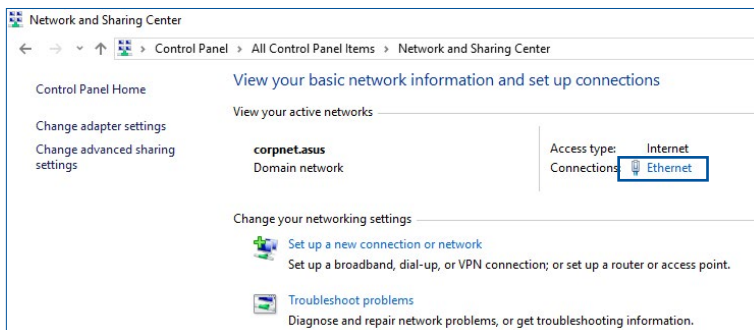 Network and Sharing Center
Control Panel > All Control Panel Items > Network and Sharing Center
Control Panel Home
Change adapter settings
Change advanced sharing
settings
View your basic network information and set up connections
View your active networks
corpnet.asus
Domain network
Access type: Internet
Connections: Ethernet
Change your networking settings
Set up a new connection or network
Set up a broadband, dial-up, or VPN connection; or set up a router or access point.
Troubleshoot problems
Diagnose and repair network problems, or get troubleshooting information.